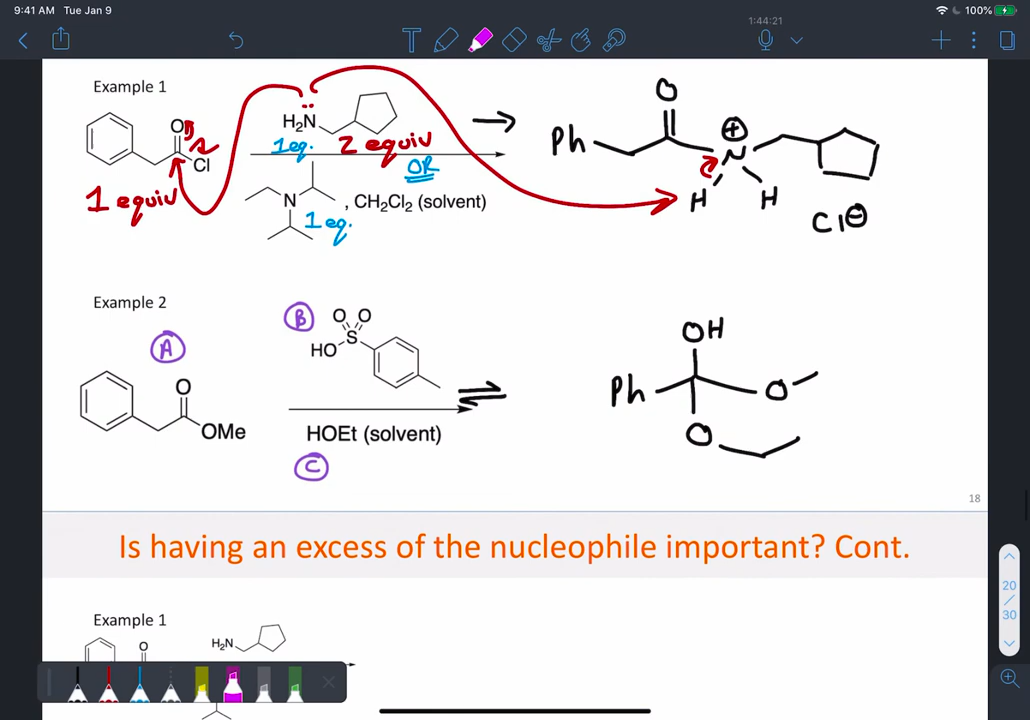 9:41 AM Tue Jan 9
100%
1:44:21
Example 1
O
Cl
1 equiv
H₂N
1eq. 2 equiv
OR
N , CH₂Cl₂ (solvent)
1 eq.
O
Ph
N
⊕
H H
Cl⊖
Example 2
A
O
OMe
B
O O
S
HO
HOEt (solvent)
C
OH
Ph
O
O
18
Is having an excess of the nucleophile important? Cont.
Example 1
O
H₂N
20
/
30